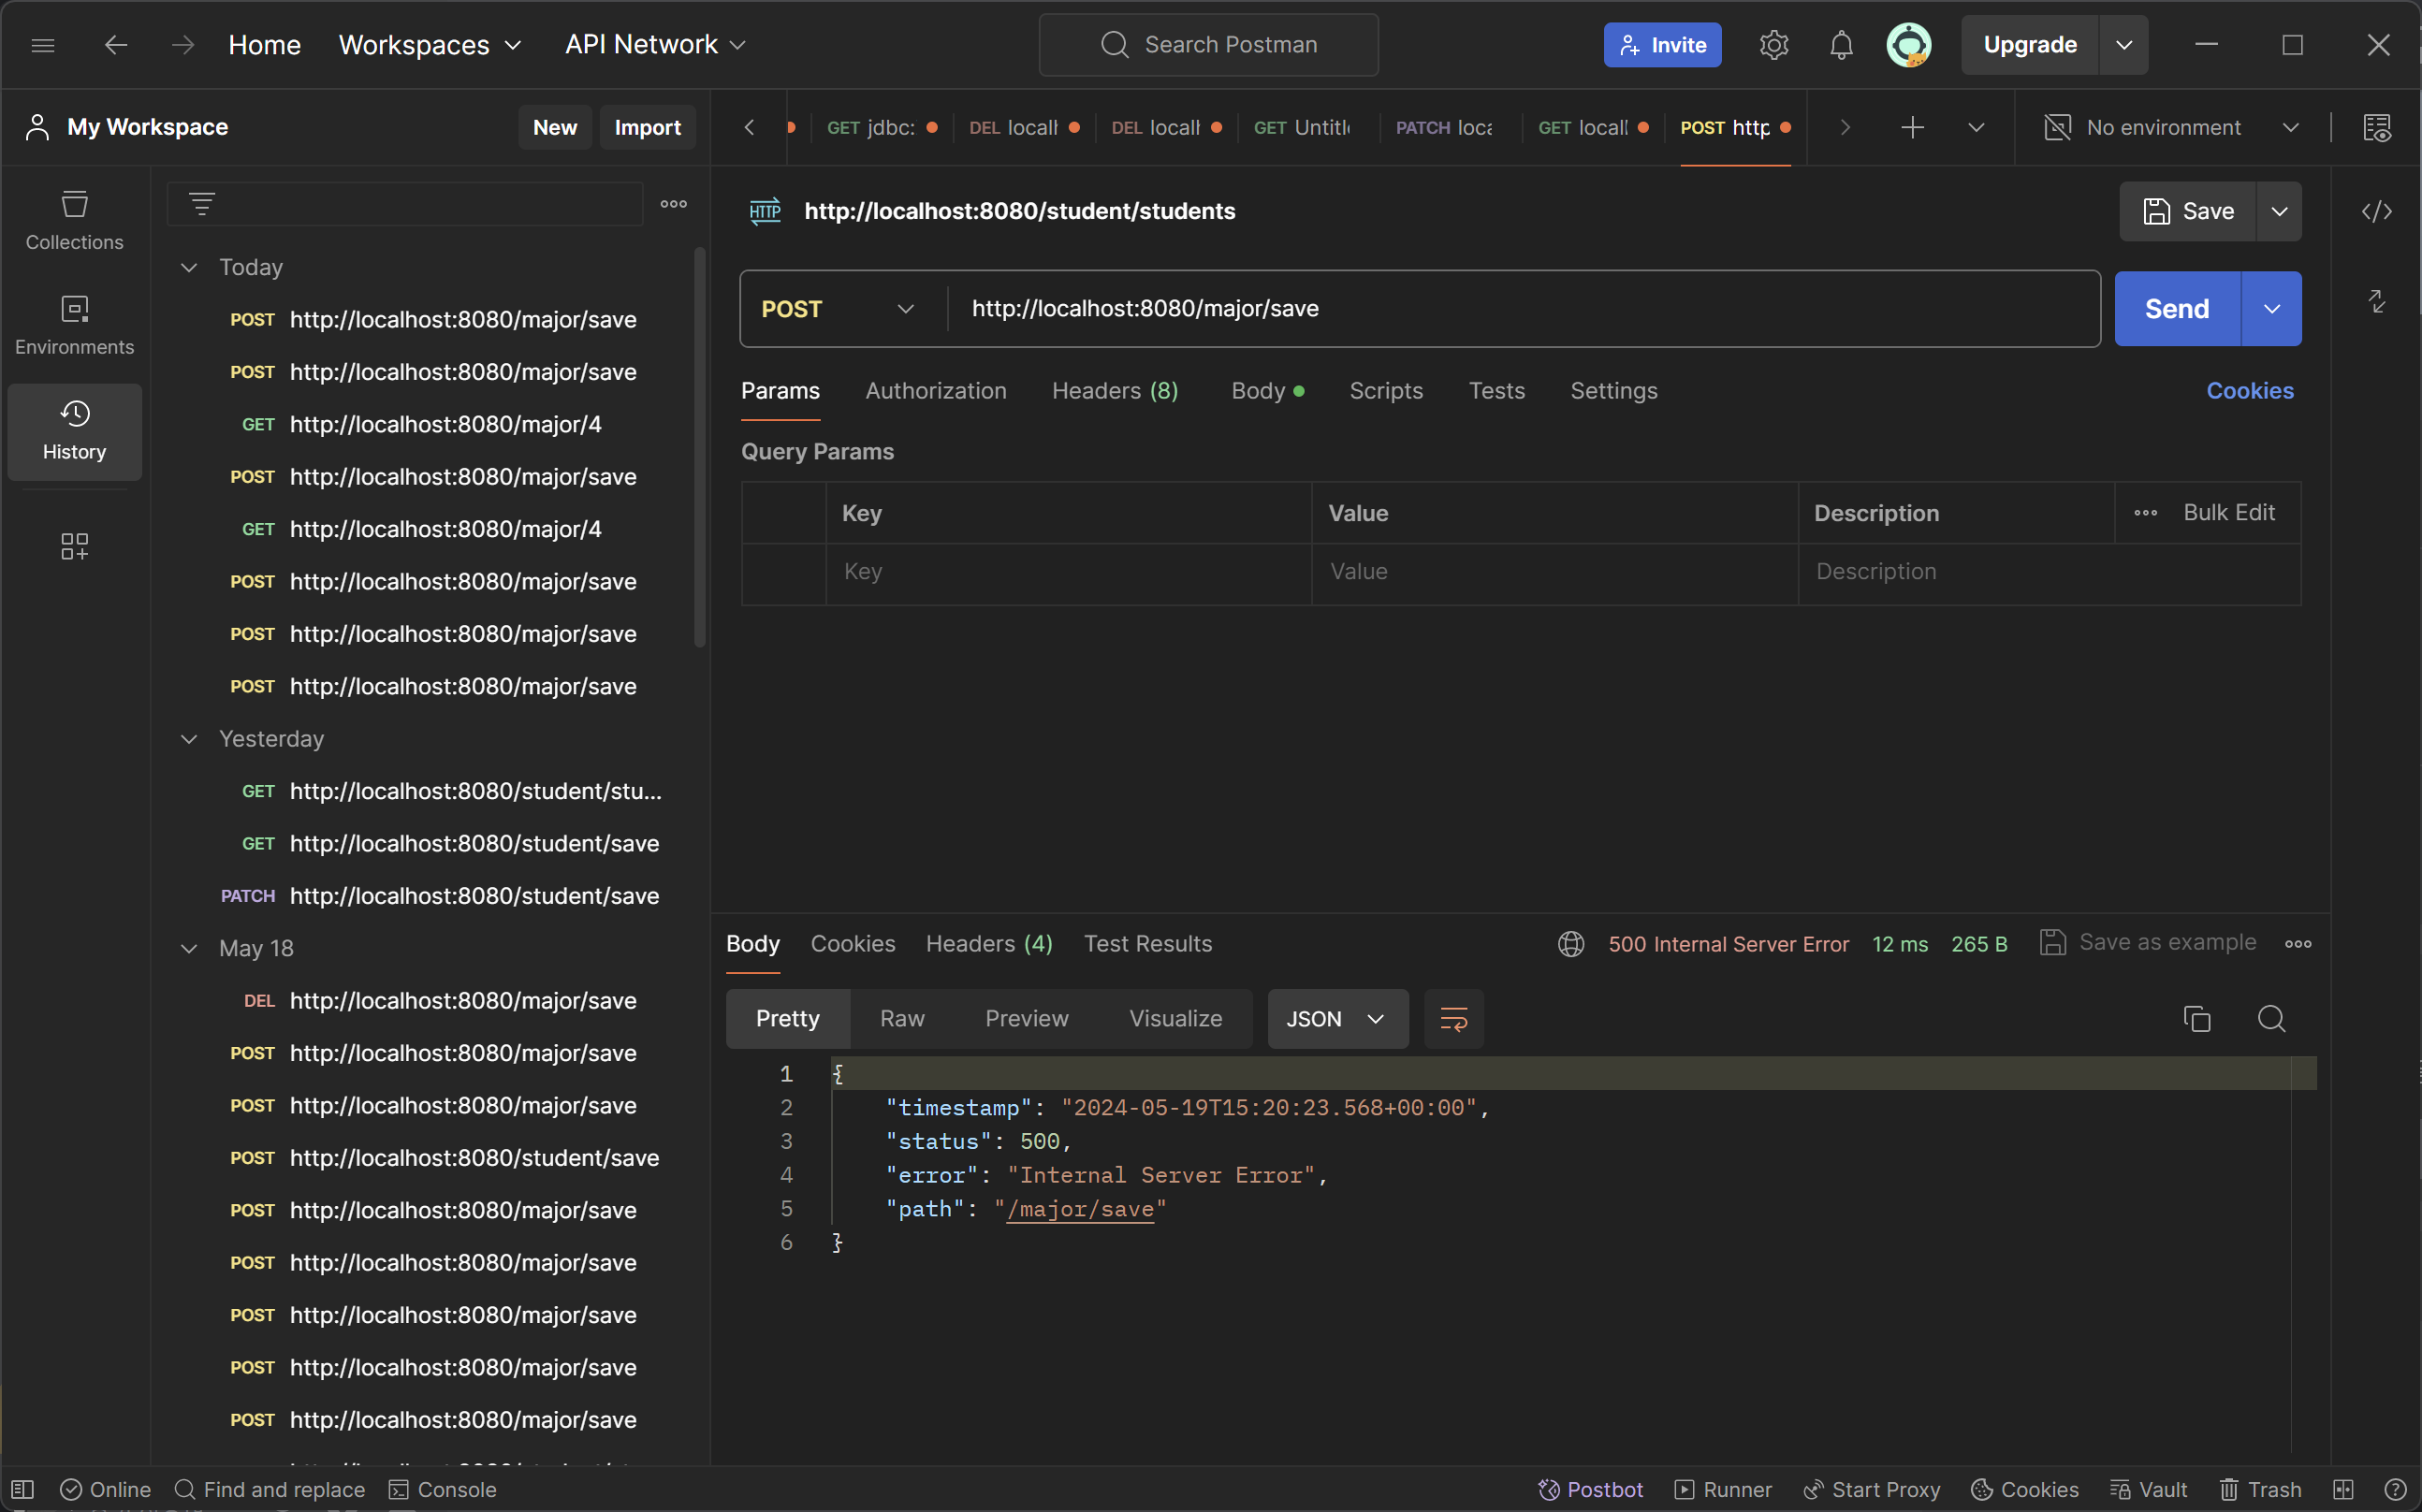 Home Workspaces API Network Search Postman Invite Upgrade
My Workspace New Import
GET jdbc: DEL locall DEL locall GET Untitl PATCH loca GET locall POST http No environment
Collections
Environments
History
Today
POST http://localhost:8080/major/save
POST http://localhost:8080/major/save
GET http://localhost:8080/major/4
POST http://localhost:8080/major/save
GET http://localhost:8080/major/4
POST http://localhost:8080/major/save
POST http://localhost:8080/major/save
POST http://localhost:8080/major/save
Yesterday
GET http://localhost:8080/student/stu...
GET http://localhost:8080/student/save
PATCH http://localhost:8080/student/save
May 18
DEL http://localhost:8080/major/save
POST http://localhost:8080/major/save
POST http://localhost:8080/major/save
POST http://localhost:8080/student/save
POST http://localhost:8080/major/save
POST http://localhost:8080/major/save
POST http://localhost:8080/major/save
POST http://localhost:8080/major/save
POST http://localhost:8080/major/save
HTTP http://localhost:8080/student/students Save
POST http://localhost:8080/major/save Send
Params Authorization Headers (8) Body Scripts Tests Settings Cookies
Query Params
Key Value Description Bulk Edit
Key Value Description
Body Cookies Headers (4) Test Results 500 Internal Server Error 12 ms 265 B Save as example
Pretty Raw Preview Visualize JSON
1 {
2 "timestamp": "2024-05-19T15:20:23.568+00:00",
3 "status": 500,
4 "error": "Internal Server Error",
5 "path": "/major/save"
6 }
Online Find and replace Console Postbot Runner Start Proxy Cookies Vault Trash